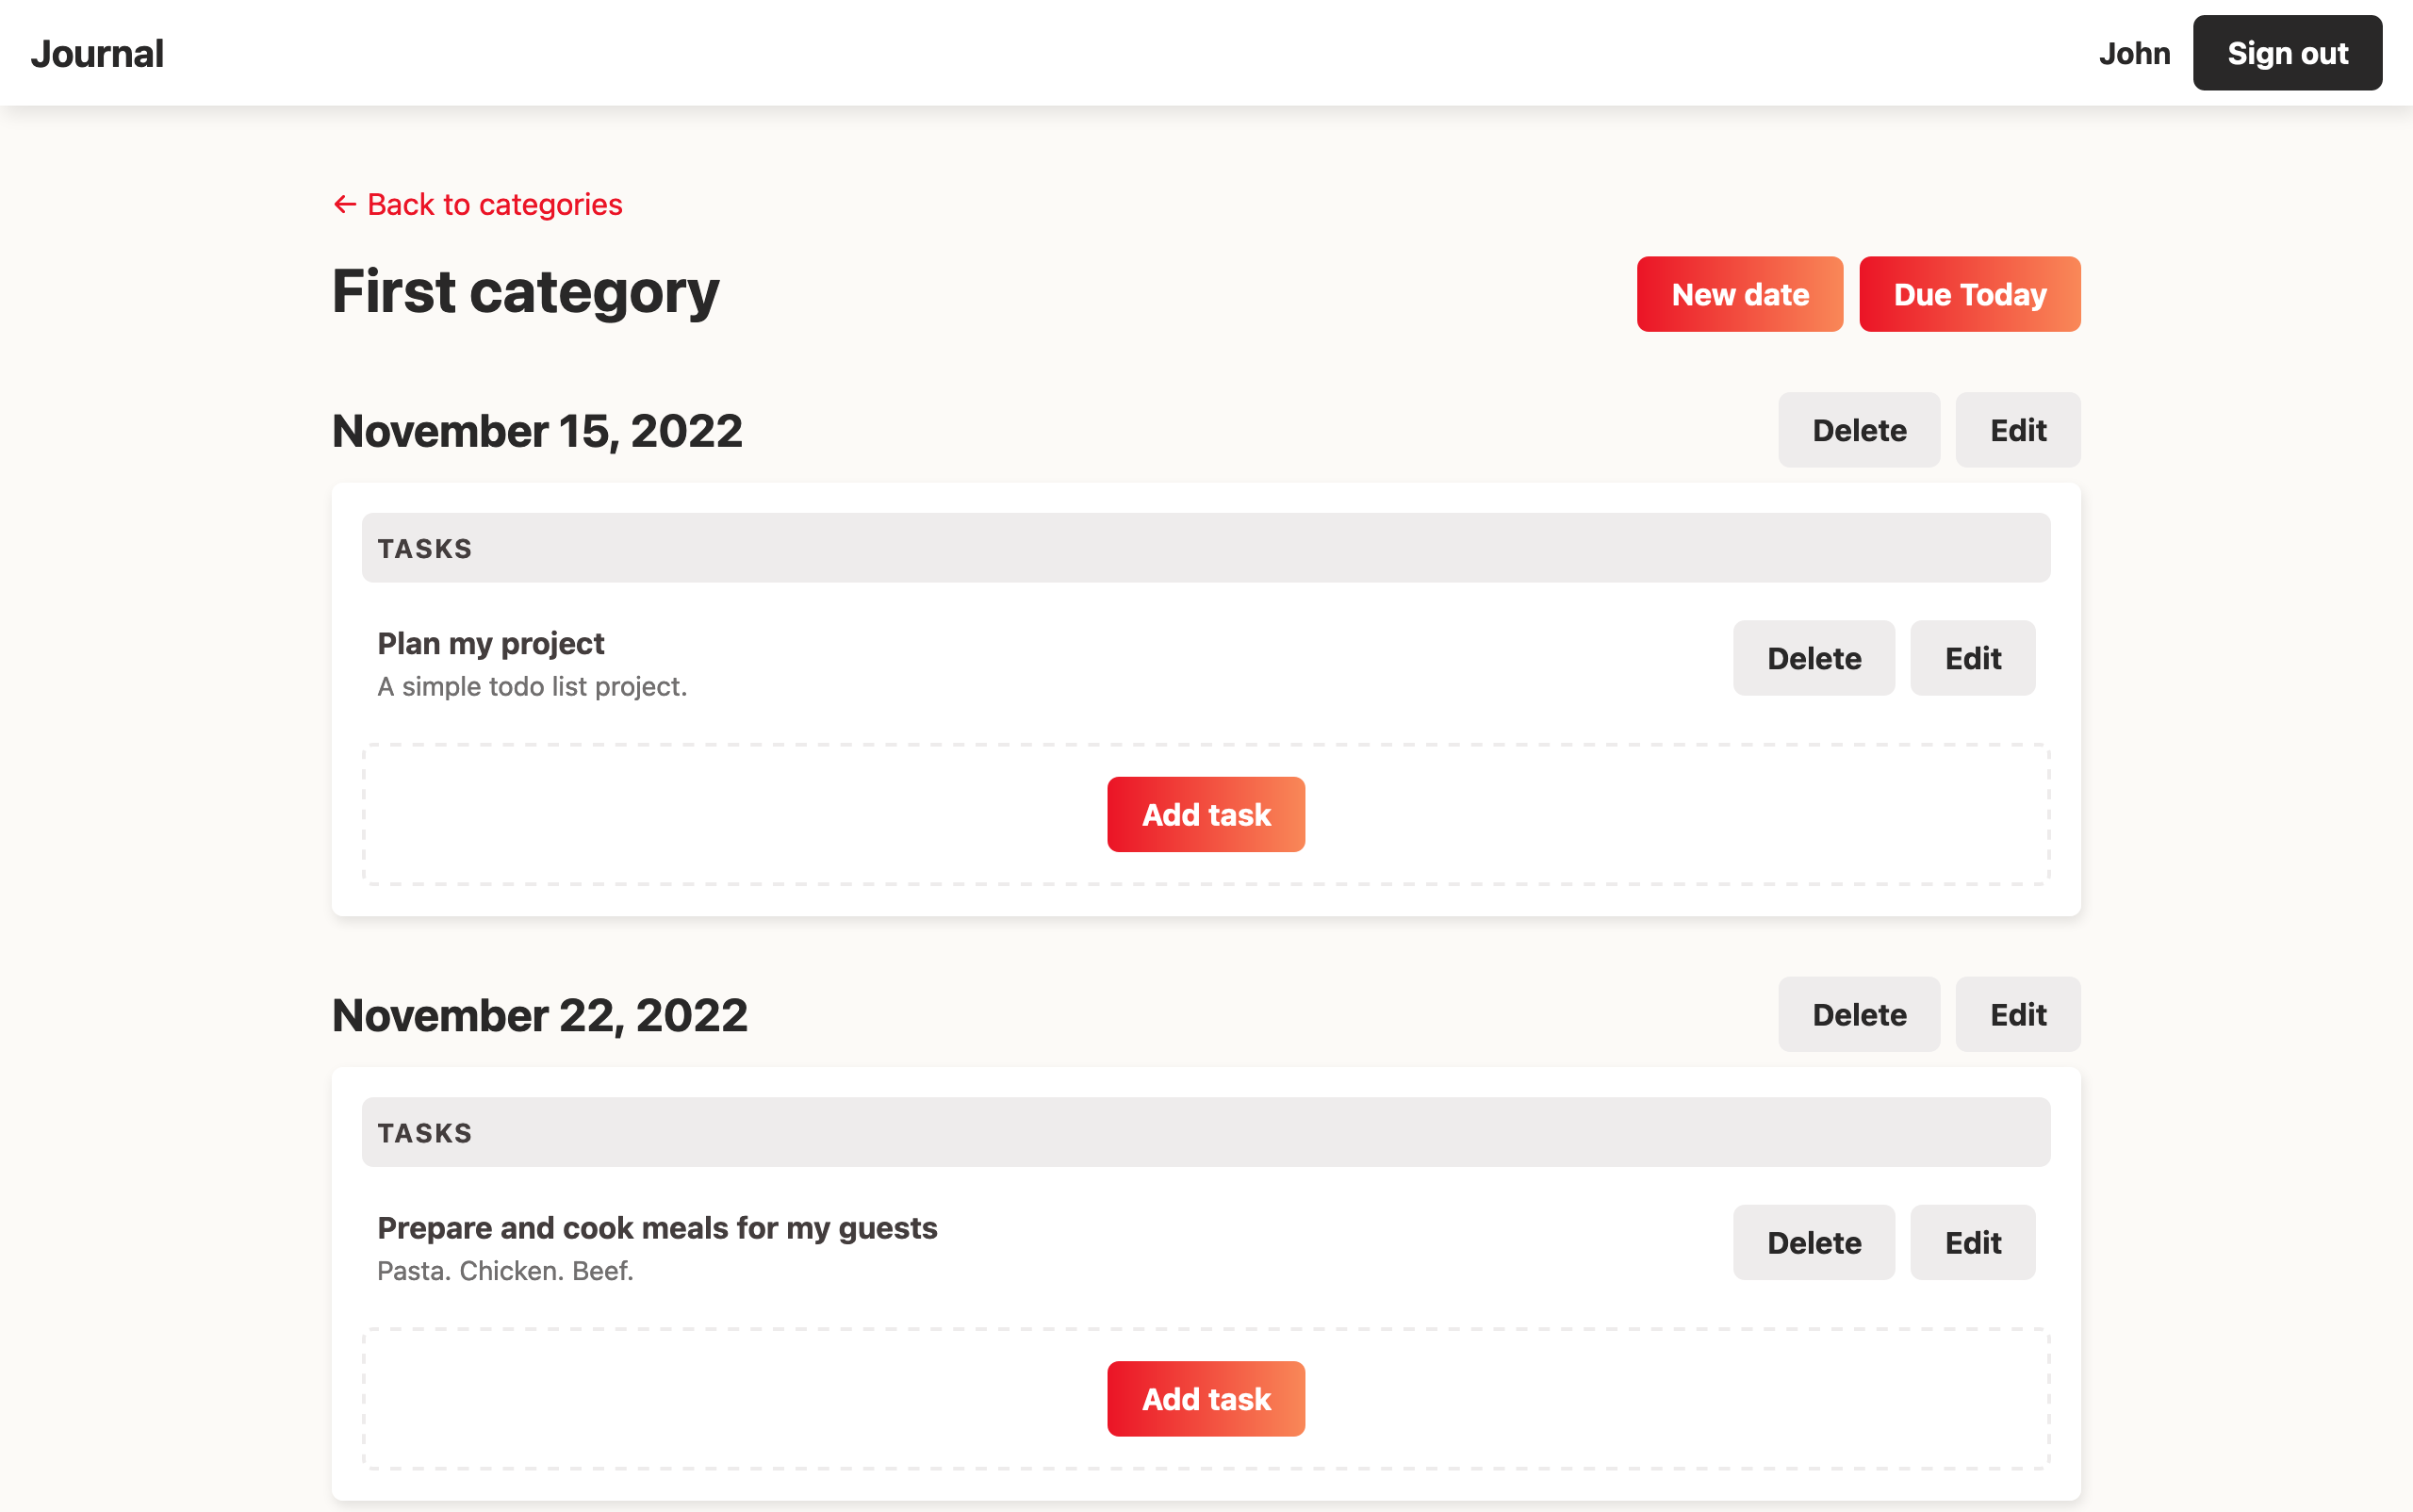 Journal
John
Sign out
← Back to categories
First category
New date
Due Today
November 15, 2022
Delete
Edit
TASKS
Plan my project
A simple todo list project.
Delete
Edit
Add task
November 22, 2022
Delete
Edit
TASKS
Prepare and cook meals for my guests
Pasta. Chicken. Beef.
Delete
Edit
Add task